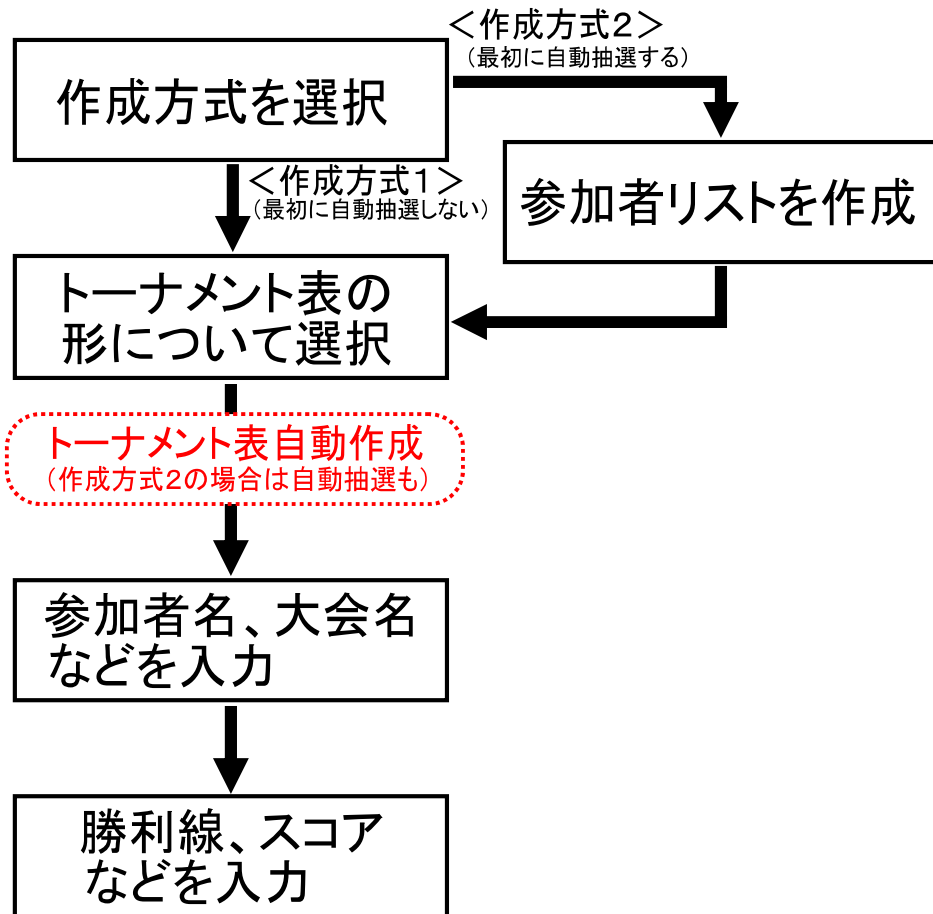 ＜作成方式２＞
（最初に自動抽選する）
作成方式を選択
＜作成方式１＞
（最初に自動抽選しない）
参加者リストを作成
トーナメント表の
形について選択
トーナメント表自動作成
（作成方式２の場合は自動抽選も）
参加者名、大会名
などを入力
勝利線、スコア
などを入力